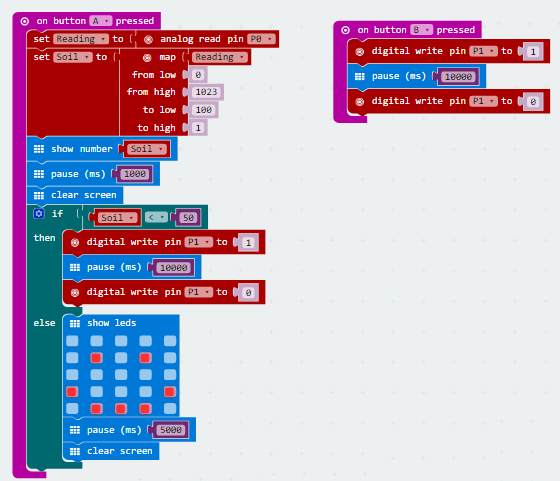 on button A pressed
set Reading to analog read pin P0
set Soil to map Reading
from low 0
from high 1023
to low 100
to high 1
show number Soil
pause (ms) 1000
clear screen
if Soil < 50
then
digital write pin P1 to 1
pause (ms) 10000
digital write pin P1 to 0
else
show leds
pause (ms) 5000
clear screen
on button B pressed
digital write pin P1 to 1
pause (ms) 10000
digital write pin P1 to 0